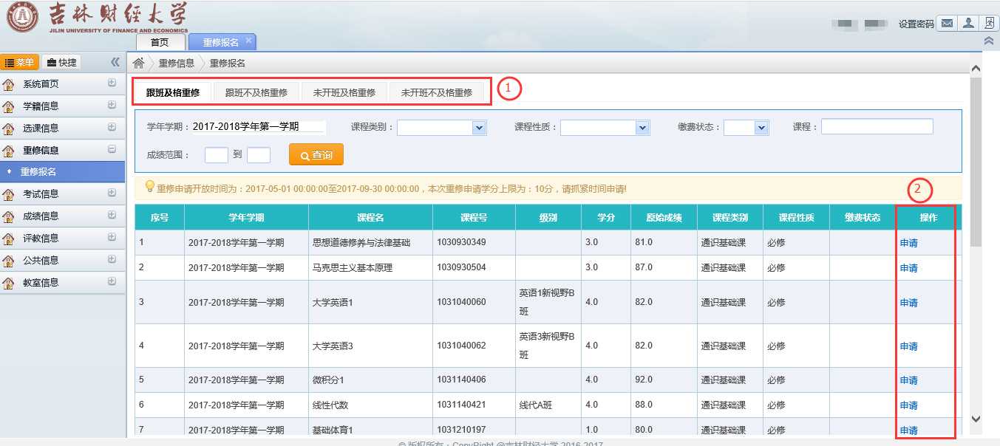 吉林财经大学
JILIN UNIVERSITY OF FINANCE AND ECONOMICS
设置密码
首页 重修报名
菜单 快捷
重修信息 重修报名
系统首页
学籍信息
选课信息
重修信息
重修报名
考试信息
成绩信息
评教信息
公共信息
教室信息
跟班及格重修 跟班不及格重修 未开班及格重修 未开班不及格重修 1
学年学期： 2017-2018学年第一学期 课程类别： 课程性质： 缴费状态： 课程：
成绩范围： 到 查询
重修申请开放时间为：2017-05-01 00:00:00至2017-09-30 00:00:00，本次重修申请学分上限为：10分，请抓紧时间申请!
2
序号 学年学期 课程名 课程号 级别 学分 原始成绩 课程类别 课程性质 缴费状态 操作
1 2017-2018学年第一学期 思想道德修养与法律基础 1030930349 3.0 81.0 通识基础课 必修 申请
2 2017-2018学年第一学期 马克思主义基本原理 1030930504 3.0 87.0 通识基础课 必修 申请
3 2017-2018学年第一学期 大学英语1 1031040060 英语1新视野B班 4.0 82.0 通识基础课 必修 申请
4 2017-2018学年第一学期 大学英语3 1031040062 英语3新视野B班 4.0 82.0 通识基础课 必修 申请
5 2017-2018学年第一学期 微积分1 1031140406 4.0 92.0 通识基础课 必修 申请
6 2017-2018学年第一学期 线性代数 1031140421 线代A班 4.0 88.0 通识基础课 必修 申请
7 2017-2018学年第一学期 基础体育1 1031210197 1.0 80.0 通识基础课 必修 申请
© 版权所有：CopyRight @吉林财经大学 2016-2017